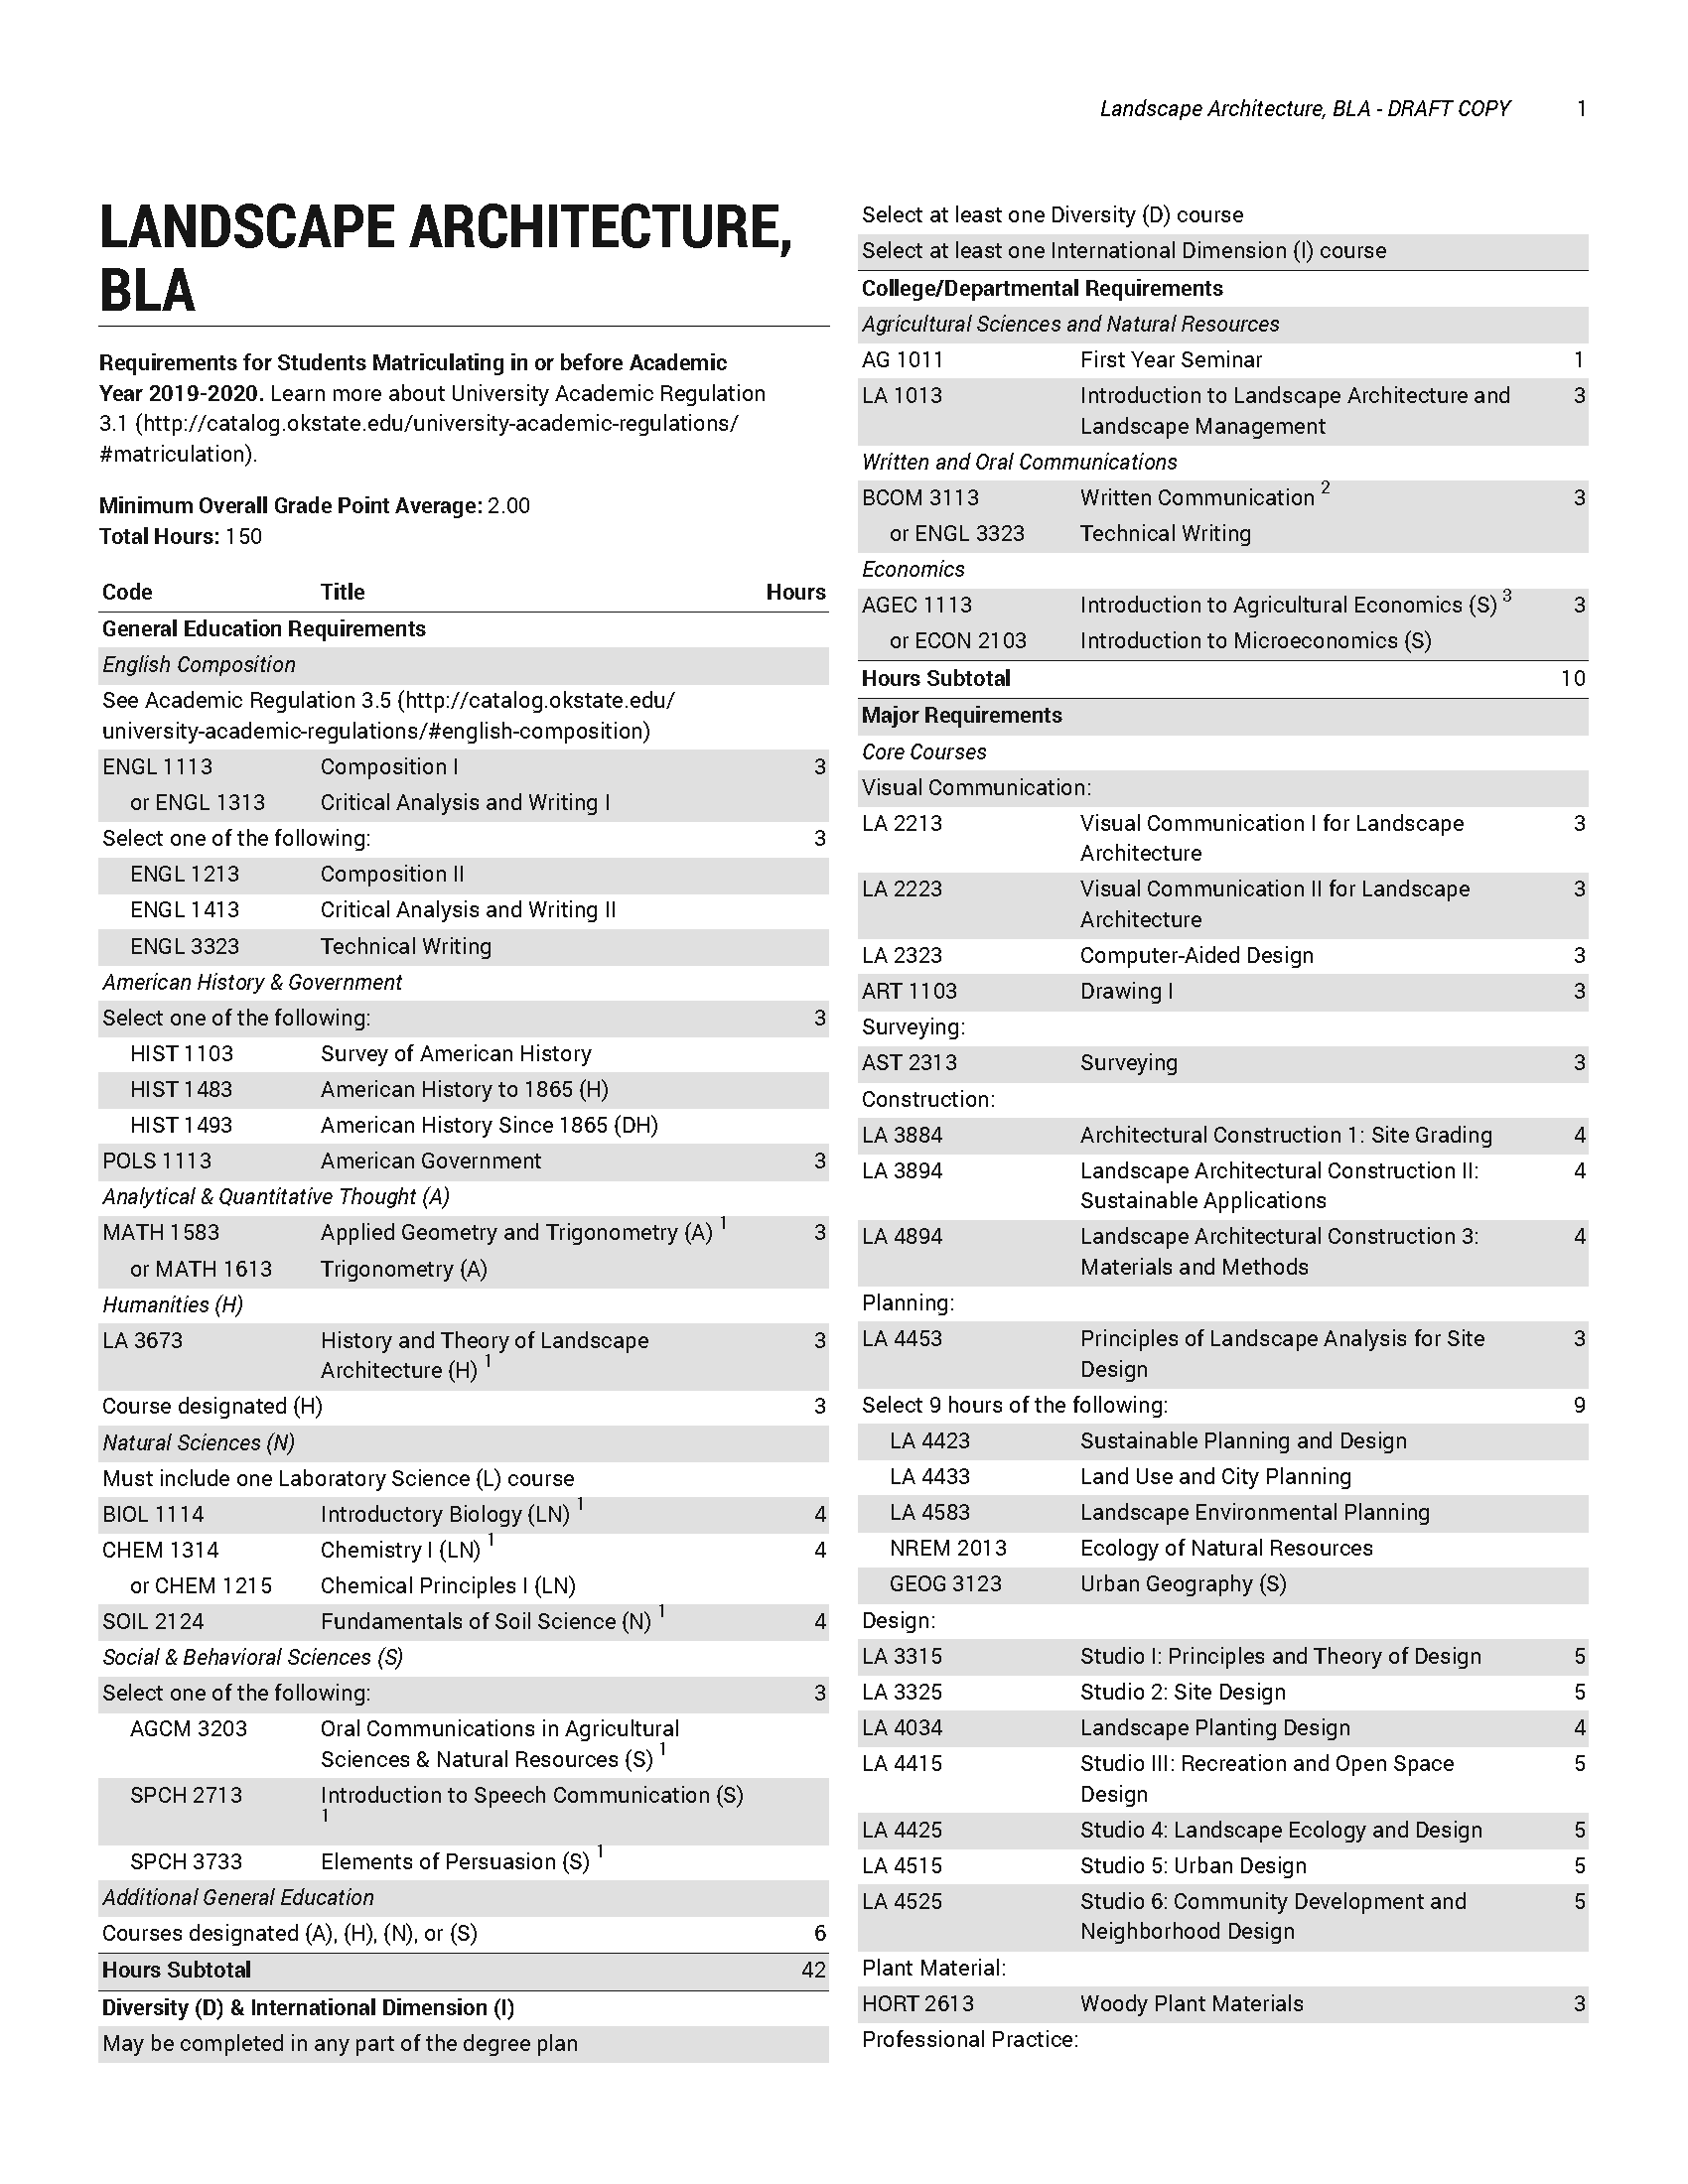 Landscape Architecture, BLA - DRAFT COPY 1
LANDSCAPE ARCHITECTURE,
BLA
Requirements for Students Matriculating in or before Academic
Year 2019-2020. Learn more about University Academic Regulation
3.1 (http://catalog.okstate.edu/university-academic-regulations/
#matriculation).
Minimum Overall Grade Point Average: 2.00
Total Hours: 150
Code Title Hours
General Education Requirements
English Composition
See Academic Regulation 3.5 (http://catalog.okstate.edu/
university-academic-regulations/#english-composition)
ENGL 1113 Composition I 3
or ENGL 1313 Critical Analysis and Writing I
Select one of the following: 3
ENGL 1213 Composition II
ENGL 1413 Critical Analysis and Writing II
ENGL 3323 Technical Writing
American History & Government
Select one of the following: 3
HIST 1103 Survey of American History
HIST 1483 American History to 1865 (H)
HIST 1493 American History Since 1865 (DH)
POLS 1113 American Government 3
Analytical & Quantitative Thought (A)
MATH 1583 Applied Geometry and Trigonometry (A) 1 3
or MATH 1613 Trigonometry (A)
Humanities (H)
LA 3673 History and Theory of Landscape 3
Architecture (H) 1
Course designated (H) 3
Natural Sciences (N)
Must include one Laboratory Science (L) course
BIOL 1114 Introductory Biology (LN) 1 4
CHEM 1314 Chemistry I (LN) 1 4
or CHEM 1215 Chemical Principles I (LN)
SOIL 2124 Fundamentals of Soil Science (N) 1 4
Social & Behavioral Sciences (S)
Select one of the following: 3
AGCM 3203 Oral Communications in Agricultural
Sciences & Natural Resources (S) 1
SPCH 2713 Introduction to Speech Communication (S)
1
SPCH 3733 Elements of Persuasion (S) 1
Additional General Education
Courses designated (A), (H), (N), or (S) 6
Hours Subtotal 42
Diversity (D) & International Dimension (I)
May be completed in any part of the degree plan
Select at least one Diversity (D) course
Select at least one International Dimension (I) course
College/Departmental Requirements
Agricultural Sciences and Natural Resources
AG 1011 First Year Seminar 1
LA 1013 Introduction to Landscape Architecture and 3
Landscape Management
Written and Oral Communications
BCOM 3113 Written Communication 2 3
or ENGL 3323 Technical Writing
Economics
AGEC 1113 Introduction to Agricultural Economics (S) 3 3
or ECON 2103 Introduction to Microeconomics (S)
Hours Subtotal 10
Major Requirements
Core Courses
Visual Communication:
LA 2213 Visual Communication I for Landscape 3
Architecture
LA 2223 Visual Communication II for Landscape 3
Architecture
LA 2323 Computer-Aided Design 3
ART 1103 Drawing I 3
Surveying:
AST 2313 Surveying 3
Construction:
LA 3884 Architectural Construction 1: Site Grading 4
LA 3894 Landscape Architectural Construction II: 4
Sustainable Applications
LA 4894 Landscape Architectural Construction 3: 4
Materials and Methods
Planning:
LA 4453 Principles of Landscape Analysis for Site 3
Design
Select 9 hours of the following: 9
LA 4423 Sustainable Planning and Design
LA 4433 Land Use and City Planning
LA 4583 Landscape Environmental Planning
NREM 2013 Ecology of Natural Resources
GEOG 3123 Urban Geography (S)
Design:
LA 3315 Studio I: Principles and Theory of Design 5
LA 3325 Studio 2: Site Design 5
LA 4034 Landscape Planting Design 4
LA 4415 Studio III: Recreation and Open Space 5
Design
LA 4425 Studio 4: Landscape Ecology and Design 5
LA 4515 Studio 5: Urban Design 5
LA 4525 Studio 6: Community Development and 5
Neighborhood Design
Plant Material:
HORT 2613 Woody Plant Materials 3
Professional Practice: